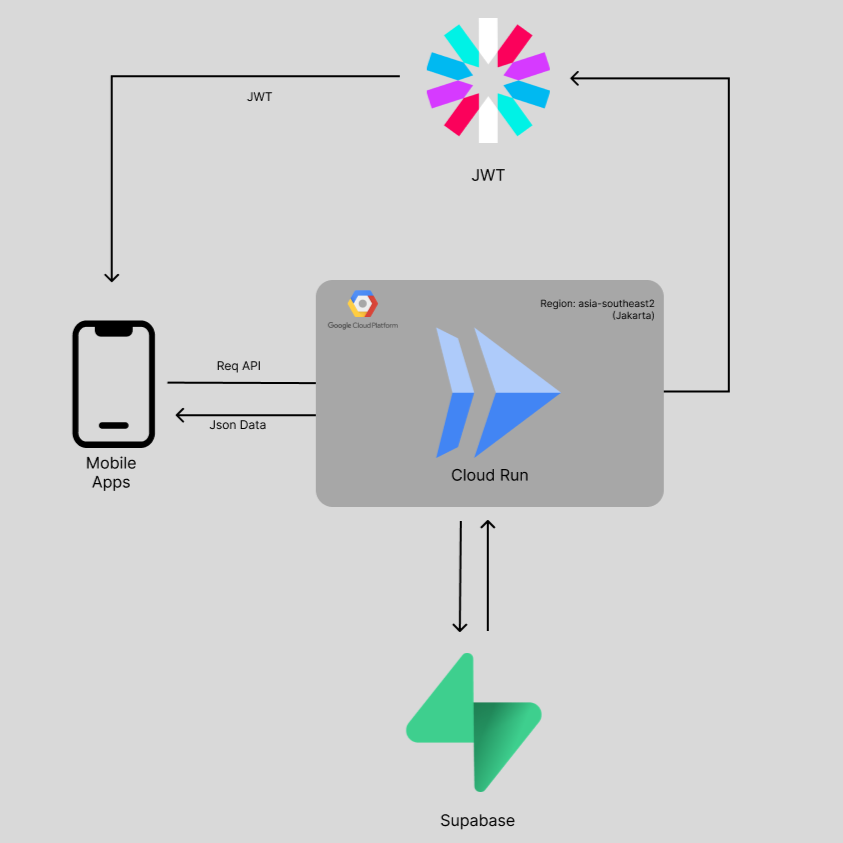 JWT
JWT
Google Cloud Platform
Region: asia-southeast2
(Jakarta)
Req API
Json Data
Mobile
Apps
Cloud Run
Supabase